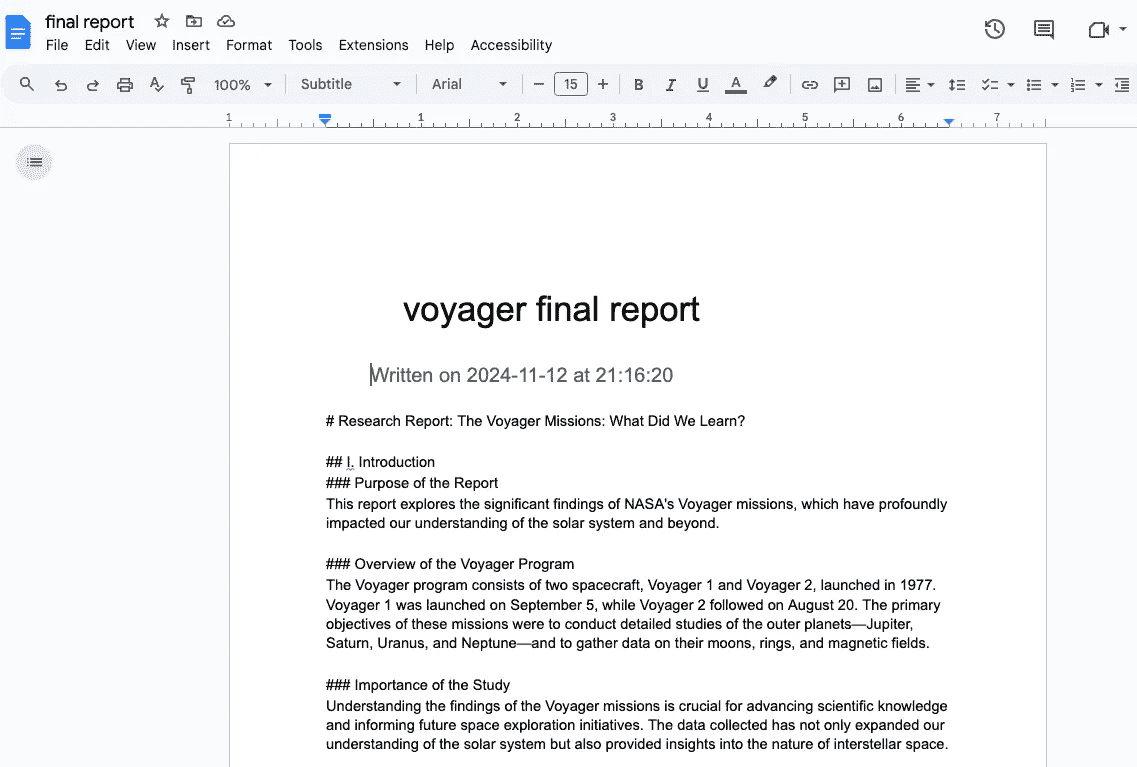 final report
File Edit View Insert Format Tools Extensions Help Accessibility
100% Subtitle Arial 15 B I U A
1 1 2 3 4 5 6 7
voyager final report
Written on 2024-11-12 at 21:16:20
# Research Report: The Voyager Missions: What Did We Learn?
## I. Introduction
### Purpose of the Report
This report explores the significant findings of NASA's Voyager missions, which have profoundly
impacted our understanding of the solar system and beyond.
### Overview of the Voyager Program
The Voyager program consists of two spacecraft, Voyager 1 and Voyager 2, launched in 1977.
Voyager 1 was launched on September 5, while Voyager 2 followed on August 20. The primary
objectives of these missions were to conduct detailed studies of the outer planets—Jupiter,
Saturn, Uranus, and Neptune—and to gather data on their moons, rings, and magnetic fields.
### Importance of the Study
Understanding the findings of the Voyager missions is crucial for advancing scientific knowledge
and informing future space exploration initiatives. The data collected has not only expanded our
understanding of the solar system but also provided insights into the nature of interstellar space.